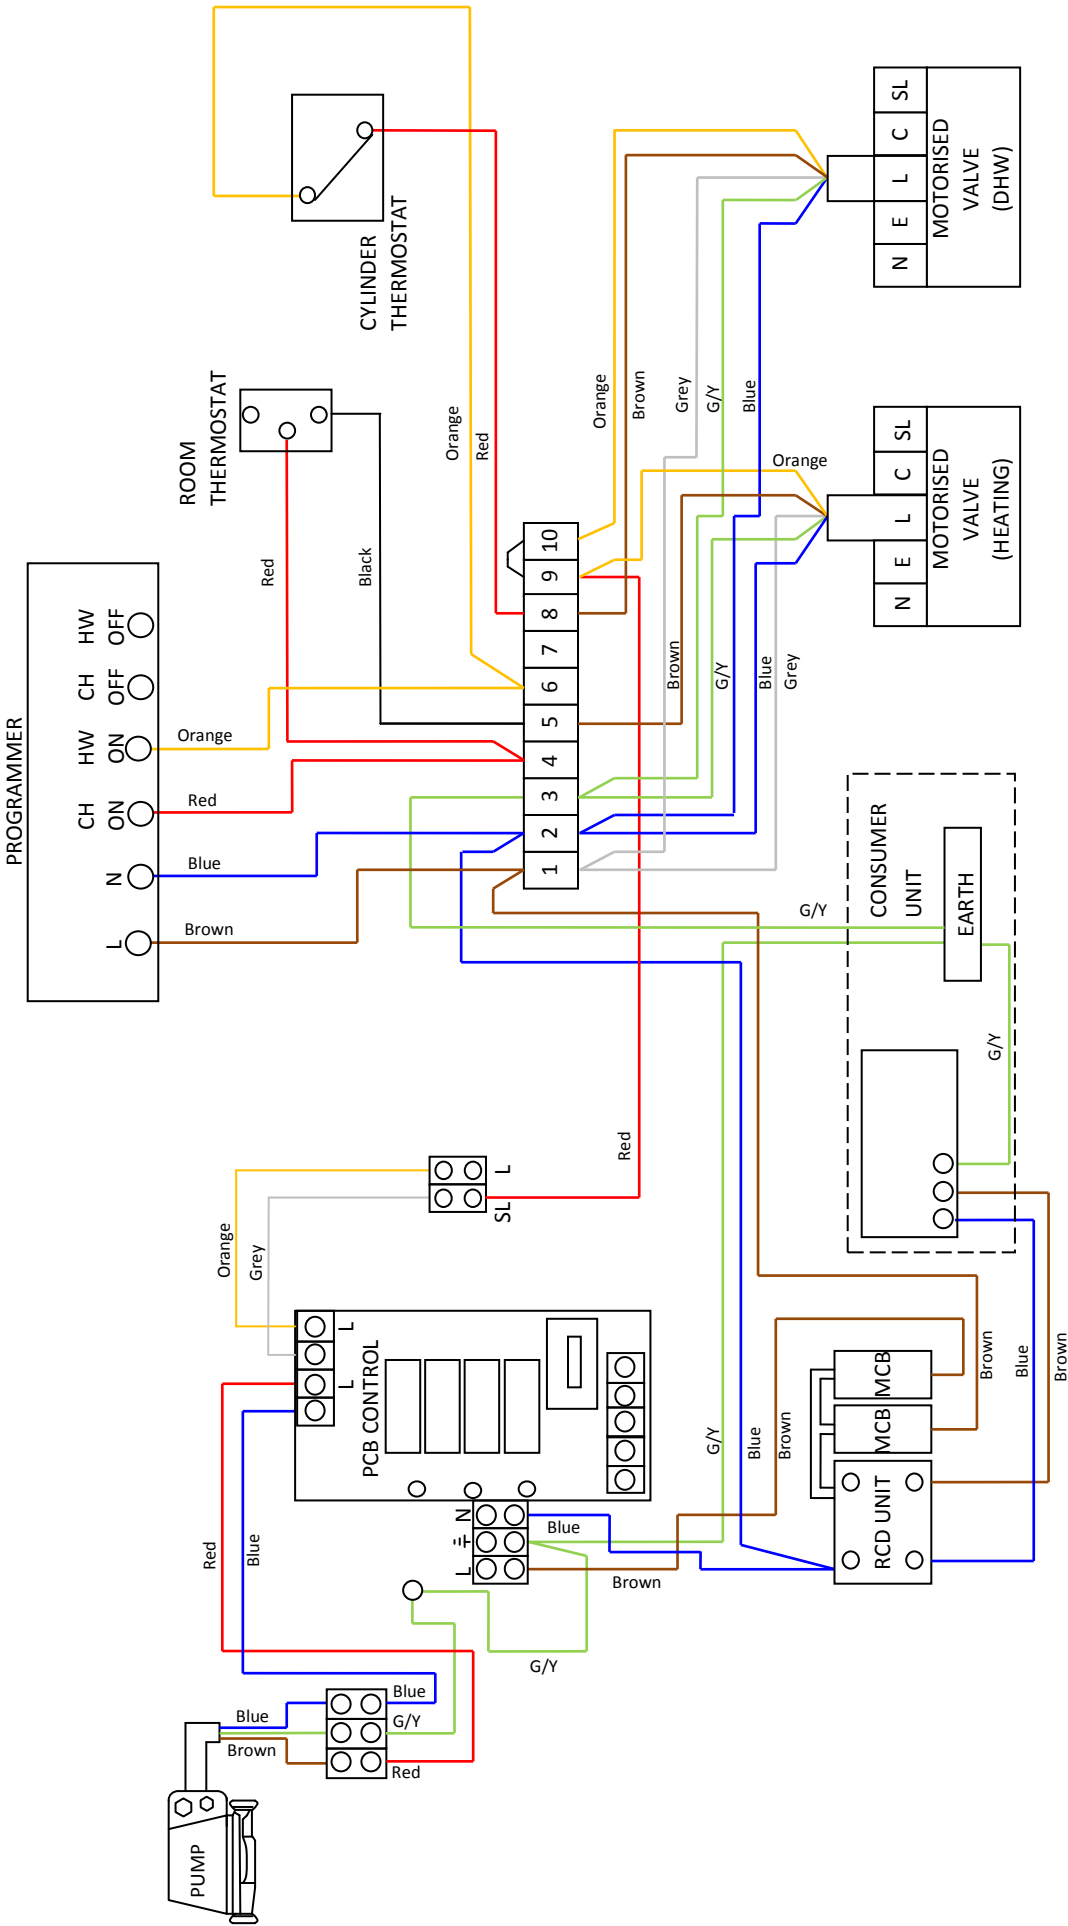 PROGRAMMER
L
N
CH
ON
HW
ON
CH
OFF
HW
OFF
Brown
Blue
Red
Orange
ROOM
THERMOSTAT
CYLINDER
THERMOSTAT
Red
Black
Orange
Red
1
2
3
4
5
6
7
8
9
10
Orange
Brown
Grey
G/Y
Blue
Orange
Brown
G/Y
Blue
Grey
N
E
L
C
SL
MOTORISED
VALVE
(DHW)
N
E
L
C
SL
MOTORISED
VALVE
(HEATING)
CONSUMER
UNIT
EARTH
G/Y
G/Y
Red
SL
L
Orange
Grey
L
L
PCB CONTROL
N
L
Blue
Brown
G/Y
Blue
Brown
MCB
MCB
RCD UNIT
Brown
Blue
Brown
Red
Blue
G/Y
Blue
G/Y
Red
Blue
Brown
PUMP